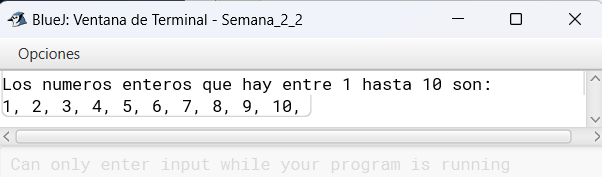 BlueJ: Ventana de Terminal - Semana_2_2
Opciones
Los numeros enteros que hay entre 1 hasta 10 son:
1, 2, 3, 4, 5, 6, 7, 8, 9, 10,
Can only enter input while your program is running